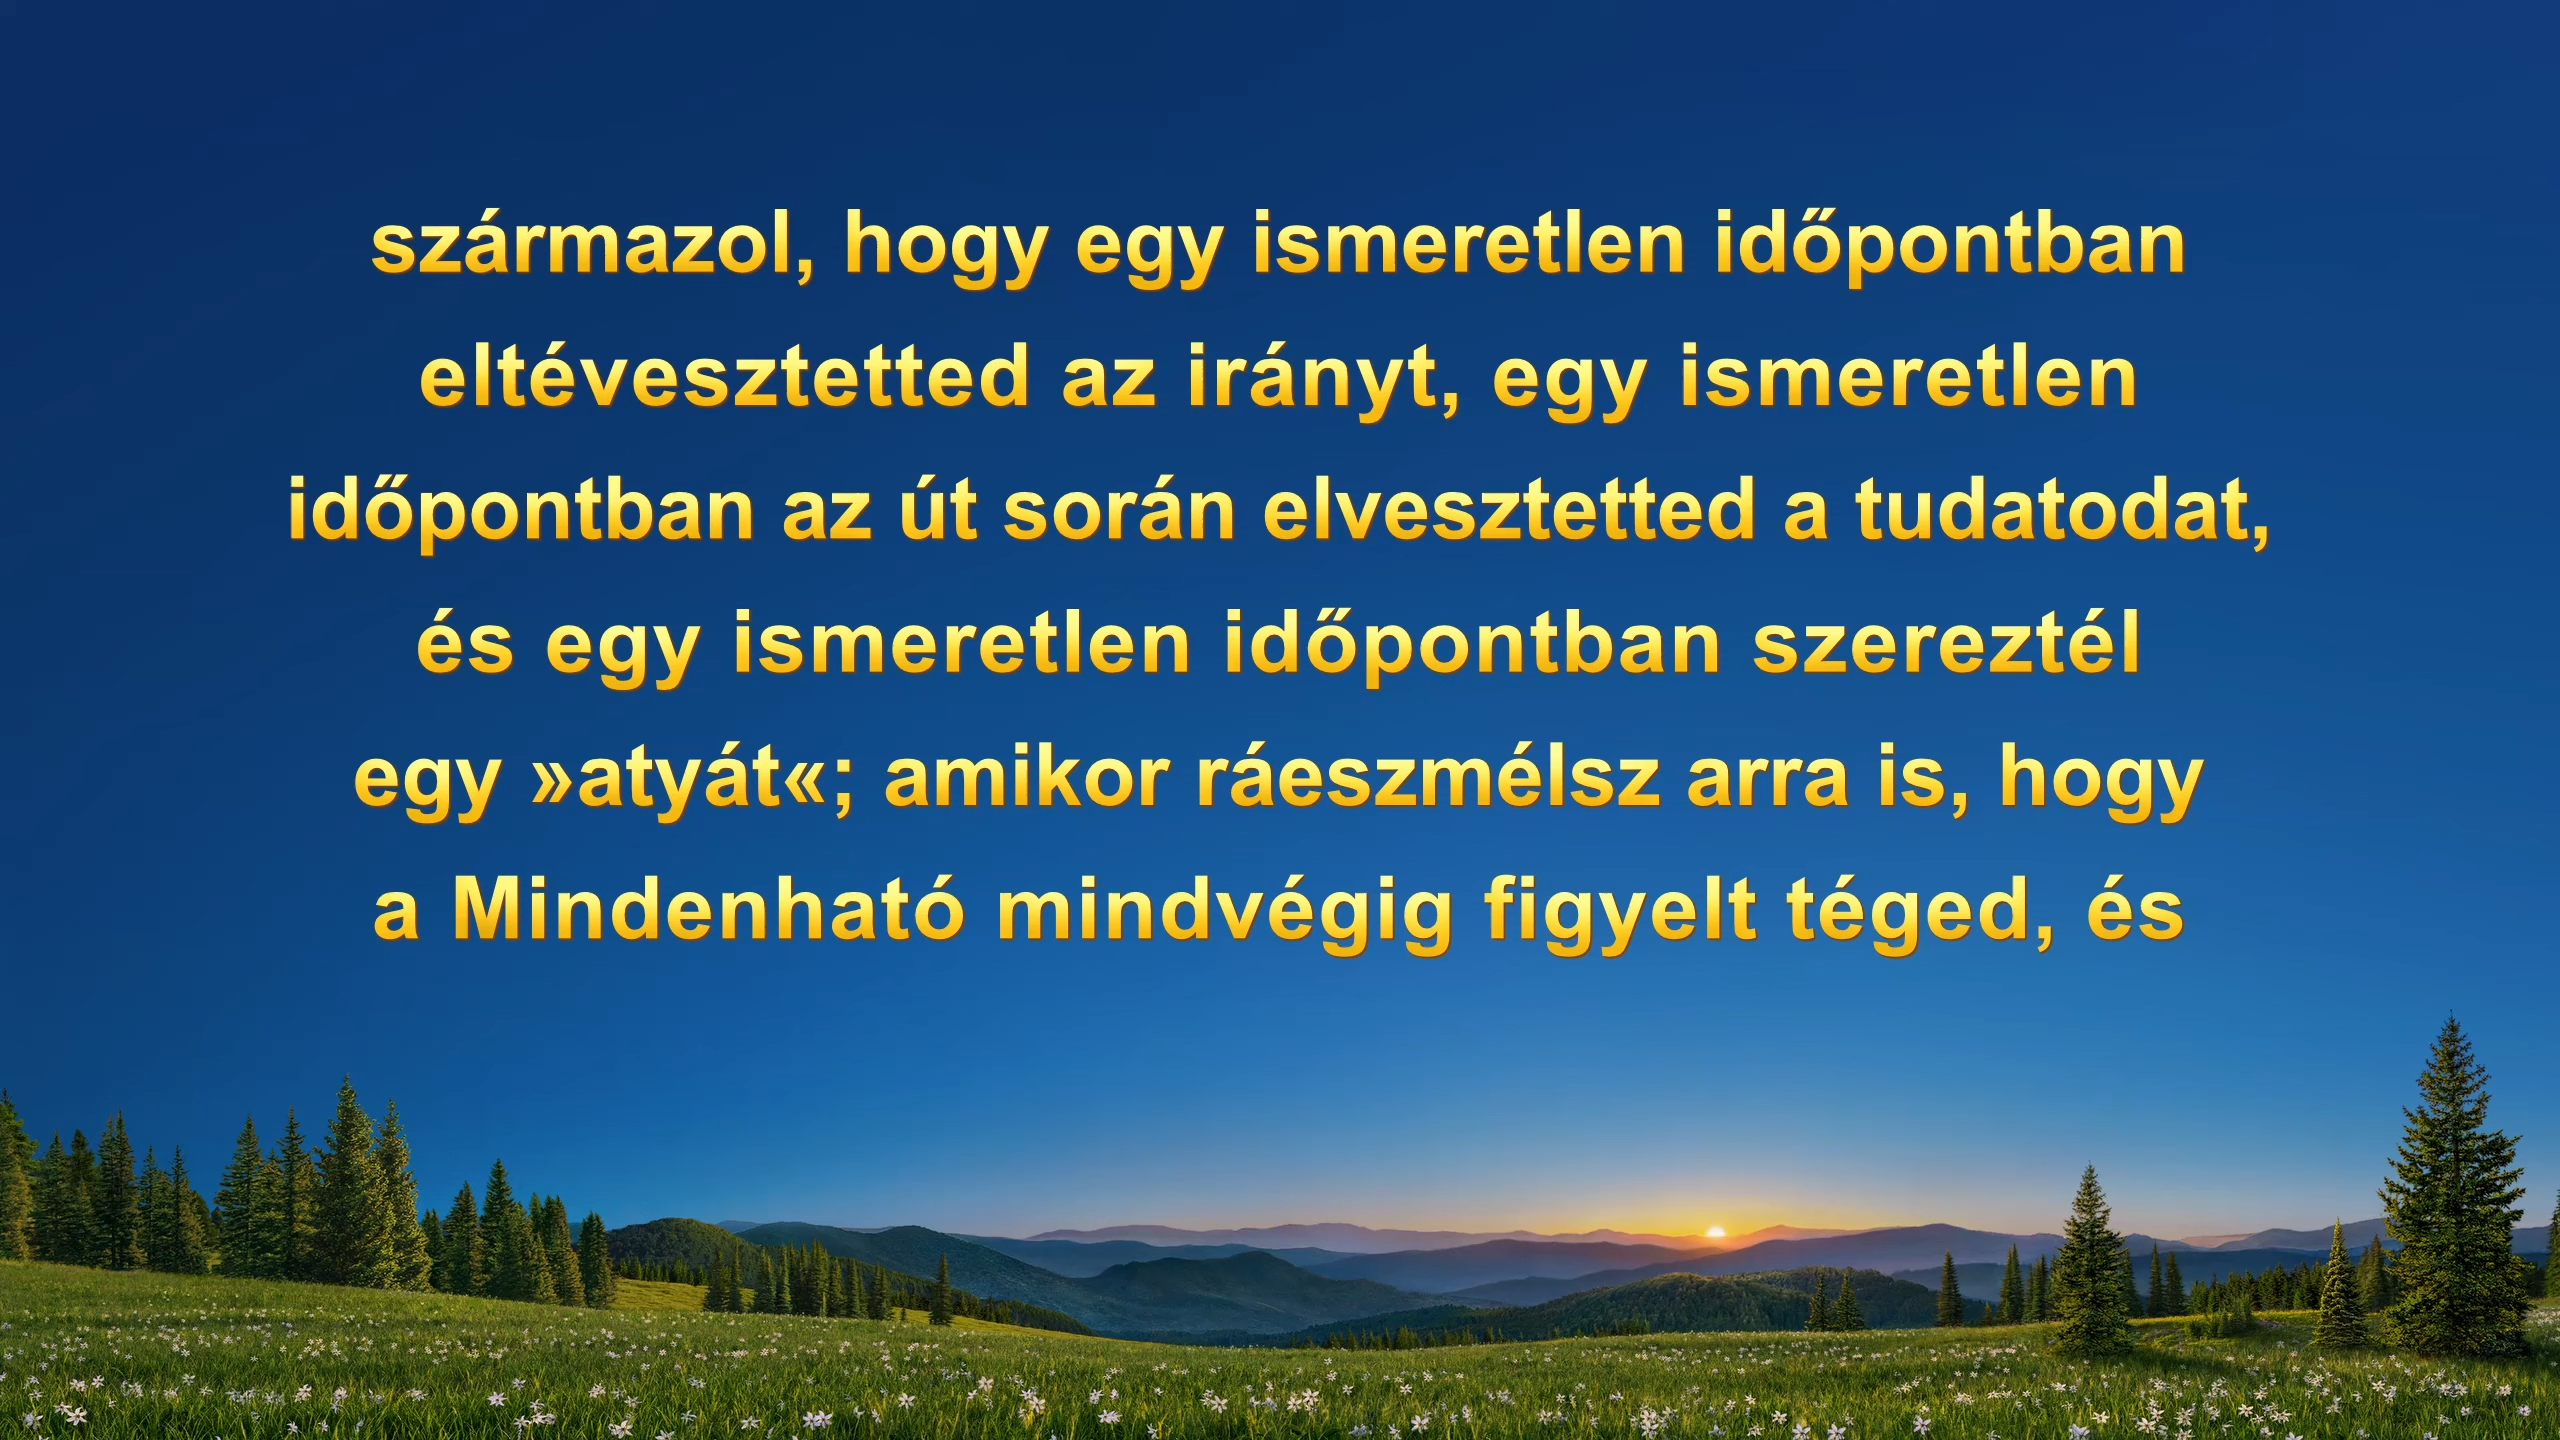 származol, hogy egy ismeretlen időpontban
eltévesztetted az irányt, egy ismeretlen
időpontban az út során elvesztetted a tudatodat,
és egy ismeretlen időpontban szereztél
egy »atyát«; amikor ráeszmélsz arra is, hogy
a Mindenható mindvégig figyelt téged, és